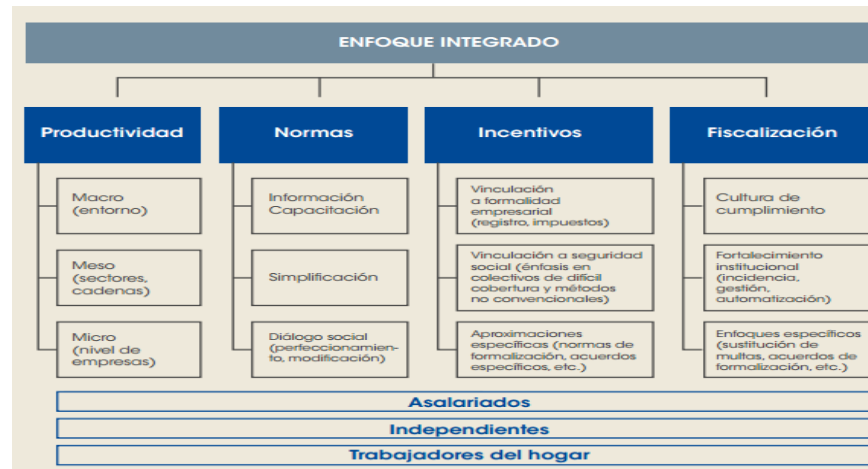 ENFOQUE INTEGRADO
Productividad
Macro
(entorno)
Meso
(sectores,
cadenas)
Micro
(nivel de
empresas)
Normas
Información
Capacitación
Simplificación
Diálogo social
(perfeccionamien-
to, modificación)
Incentivos
Vinculación
a formalidad
empresarial
(registro, impuestos)
Vinculación a seguridad
social (énfasis en
colectivos de difícil
cobertura y métodos
no convencionales)
Aproximaciones
específicas (normas de
formalización, acuerdos
específicos, etc.)
Fiscalización
Cultura de
cumplimiento
Fortalecimiento
institucional
(incidencia,
gestión,
automatización)
Enfoques específicos
(sustitución de
multas, acuerdos de
formalización, etc.)
Asalariados
Independientes
Trabajadores del hogar